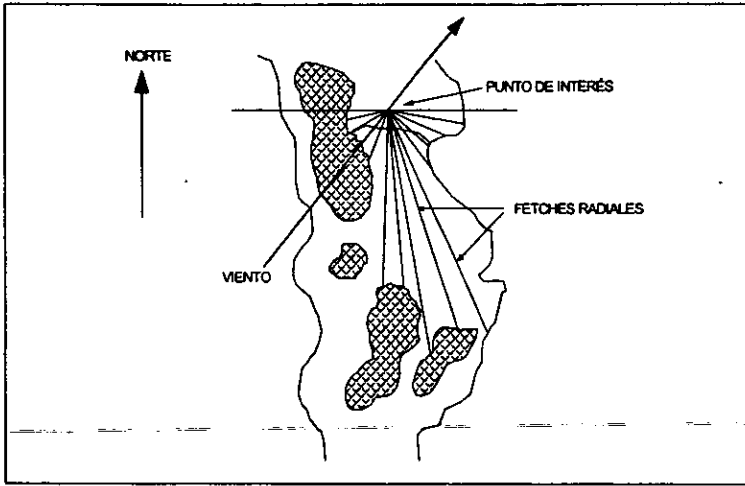 NORTE
PUNTO DE INTERÉS
FETCHES RADIALES
VIENTO